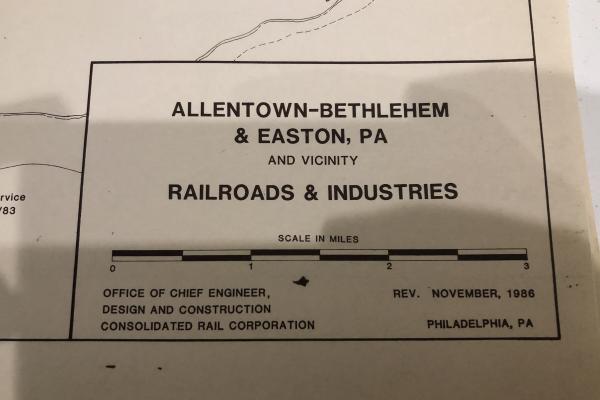 ALLENTOWN-BETHLEHEM
& EASTON, PA
AND VICINITY
RAILROADS & INDUSTRIES
rvice
/83
SCALE IN MILES
0 1 2 3
OFFICE OF CHIEF ENGINEER,
DESIGN AND CONSTRUCTION
CONSOLIDATED RAIL CORPORATION
REV. NOVEMBER, 1986
PHILADELPHIA, PA